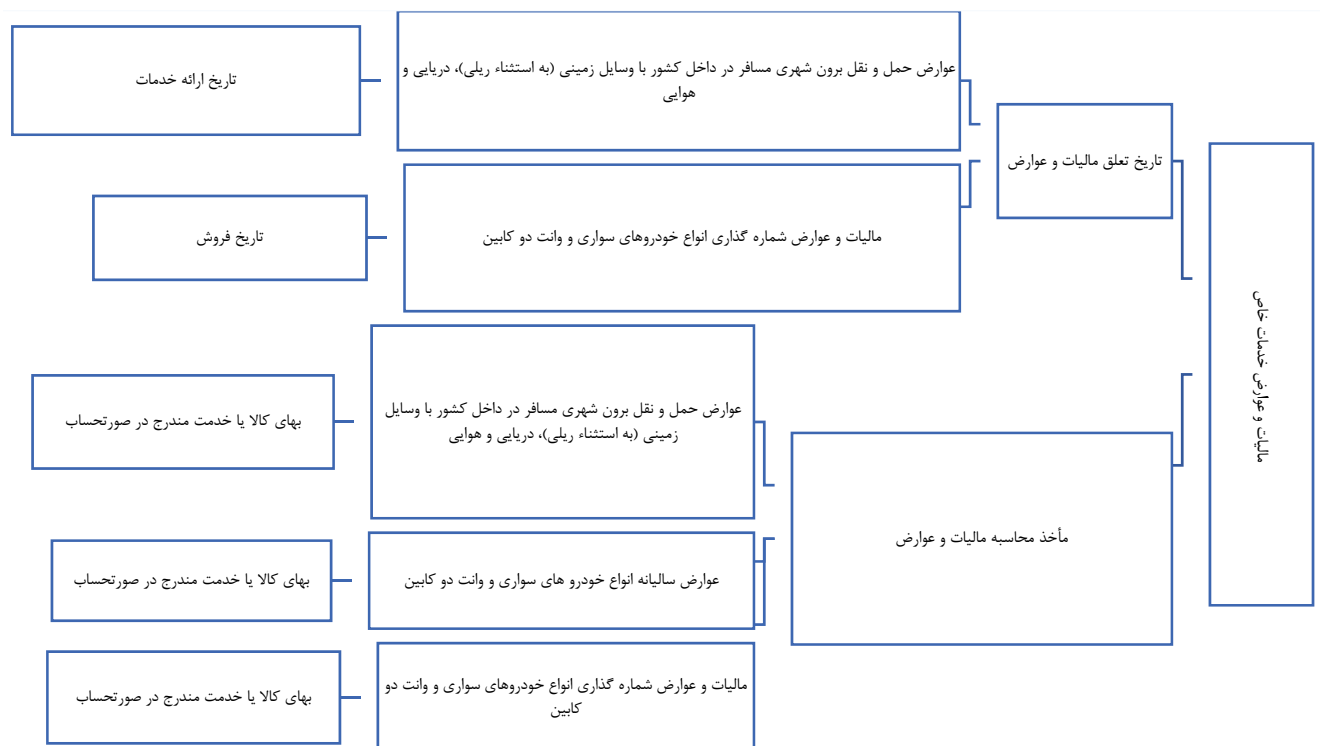 مالیات و عوارض خدمات خاص
تاریخ تعلق مالیات و عوارض
عوارض حمل و نقل برون شهری مسافر در داخل کشور با وسایل زمینی (به استثناء ریلی)، دریایی و
هوایی
تاریخ ارائه خدمات
مالیات و عوارض شماره گذاری انواع خودروهای سواری و وانت دو کابین
تاریخ فروش
مأخذ محاسبه مالیات و عوارض
عوارض حمل و نقل برون شهری مسافر در داخل کشور با وسایل
زمینی (به استثناء ریلی)، دریایی و هوایی
بهای کالا یا خدمت مندرج در صورتحساب
عوارض سالیانه انواع خودرو های سواری و وانت دو کابین
بهای کالا یا خدمت مندرج در صورتحساب
مالیات و عوارض شماره گذاری انواع خودروهای سواری و وانت دو
کابین
بهای کالا یا خدمت مندرج در صورتحساب